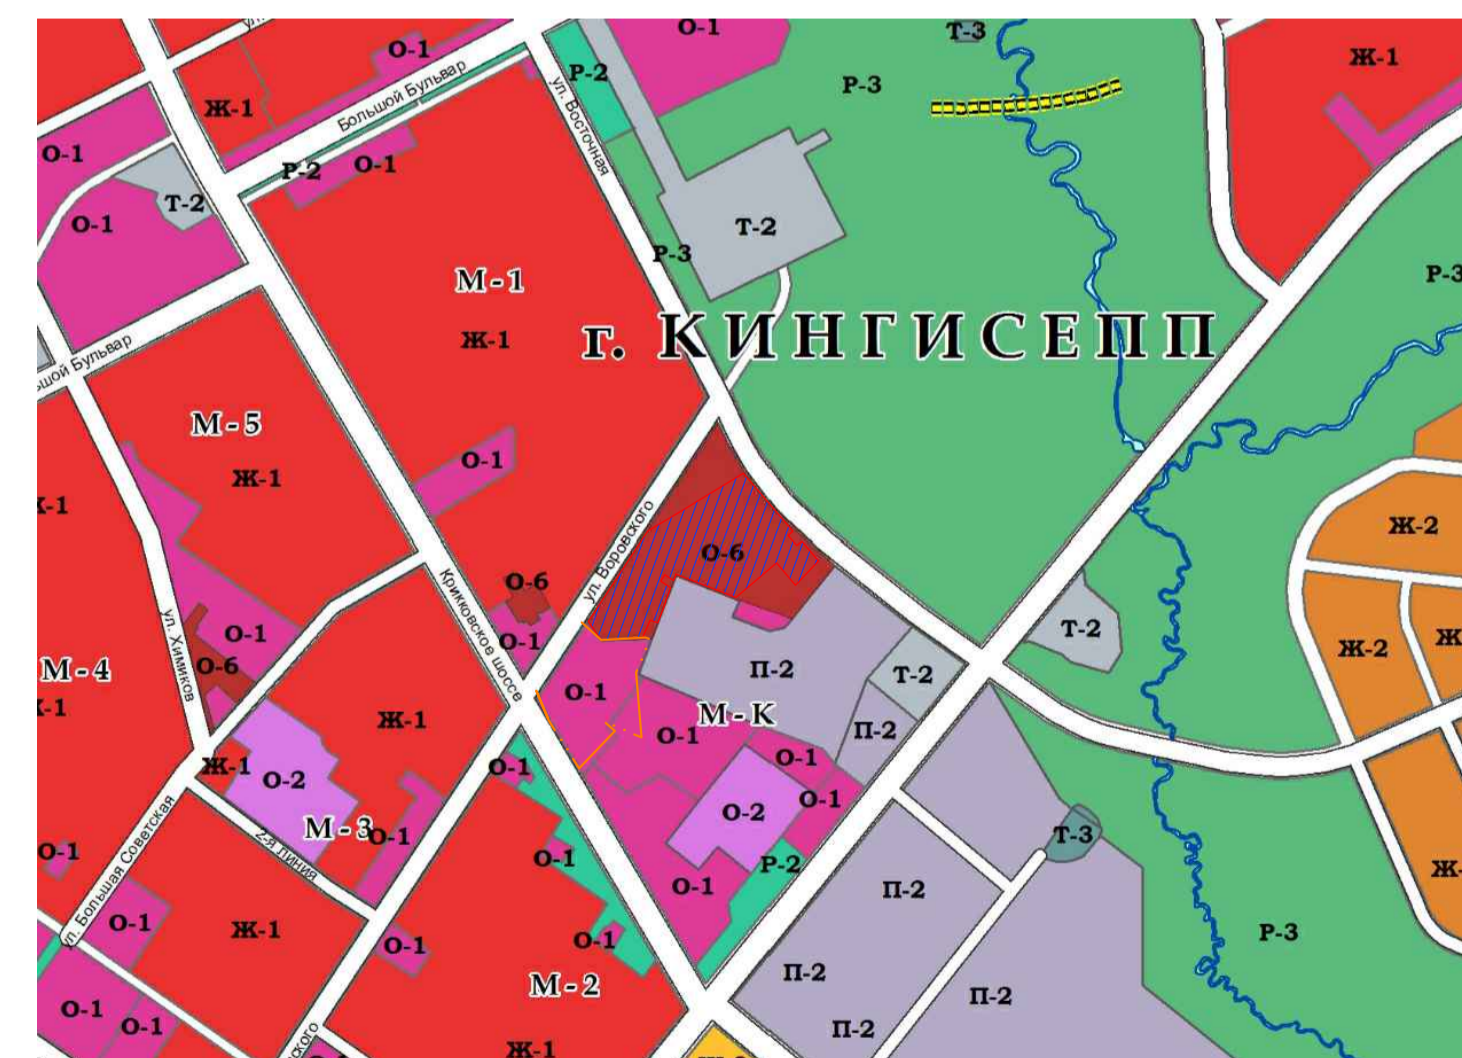 ул.
О-1
О-1
Т-3
Ж-1
Р-2
Р-3
Большой Бульвар
ул. Восточная
Ж-1
О-1
Р-2
О-1
Т-2
О-1
Т-2
Р-3
М-1
Р-3
г. КИНГИСЕПП
Ж-1
Большой Бульвар
М-5
О-1
Ж-1
Ж-1
Ж-2
ул. Воровского
О-6
О-6
Крикковское шоссе
ул. Химиков
О-1
О-1
Т-2
Ж-2
О-6
М-4
П-2
Т-2
О-1
Ж-1
М-К
Ж-1
О-1
П-2
О-1
Ж-1
О-2
О-1
О-1
О-2
М-3
О-1
2-я линия
Т-3
О-1
О-1
Р-2
О-1
П-2
ул. Большая Советская
О-1
Ж-1
О-1
О-1
Р-3
П-2
М-2
П-2
О-1
О-1
П-2
Ж-1